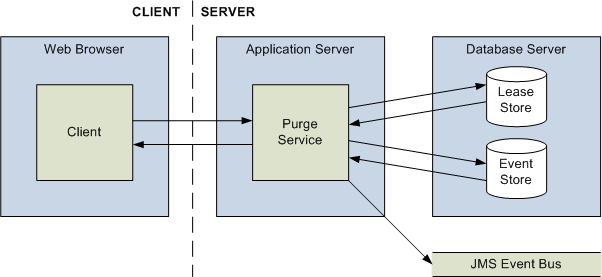 CLIENT
SERVER
Web Browser
Application Server
Database Server
Client
Purge
Service
Lease
Store
Event
Store
JMS Event Bus